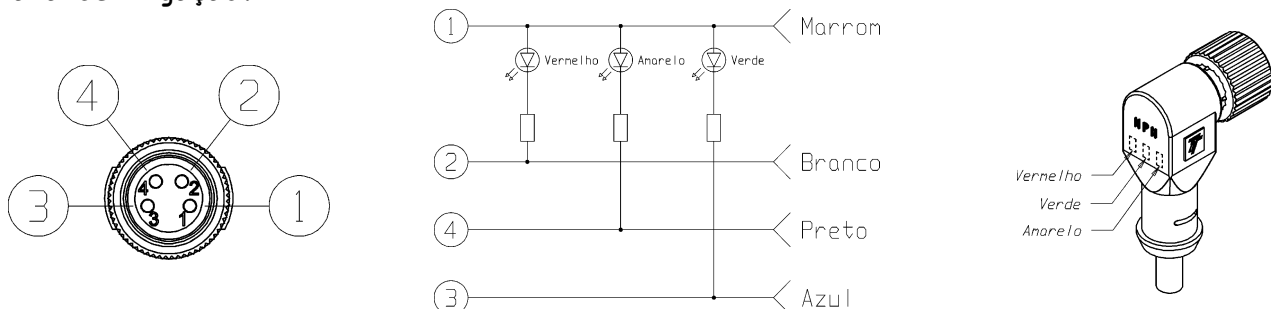 4
2
3
1
4
2
3
1
1
Marrom
Vermelho
Amarelo
Verde
2
Branco
4
Preto
3
Azul
NPN
Vermelho
Verde
Amarelo